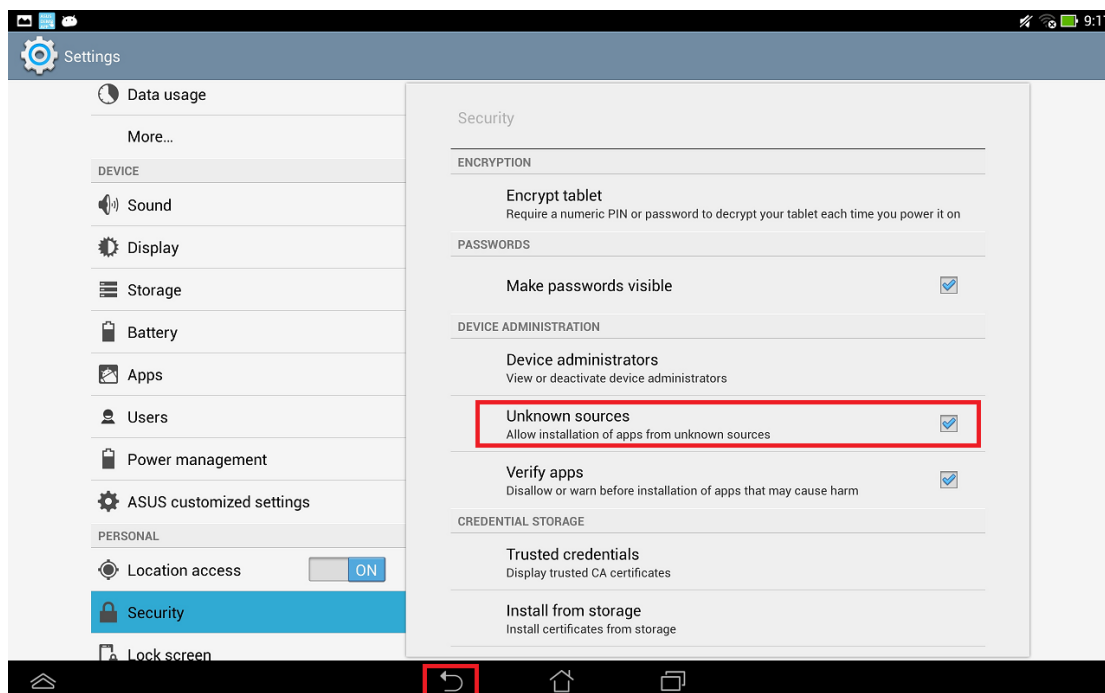 9:11
Settings
Data usage
More...
DEVICE
Sound
Display
Storage
Battery
Apps
Users
Power management
ASUS customized settings
PERSONAL
Location access ON
Security
Lock screen
Security
ENCRYPTION
Encrypt tablet
Require a numeric PIN or password to decrypt your tablet each time you power it on
PASSWORDS
Make passwords visible
DEVICE ADMINISTRATION
Device administrators
View or deactivate device administrators
Unknown sources
Allow installation of apps from unknown sources
Verify apps
Disallow or warn before installation of apps that may cause harm
CREDENTIAL STORAGE
Trusted credentials
Display trusted CA certificates
Install from storage
Install certificates from storage